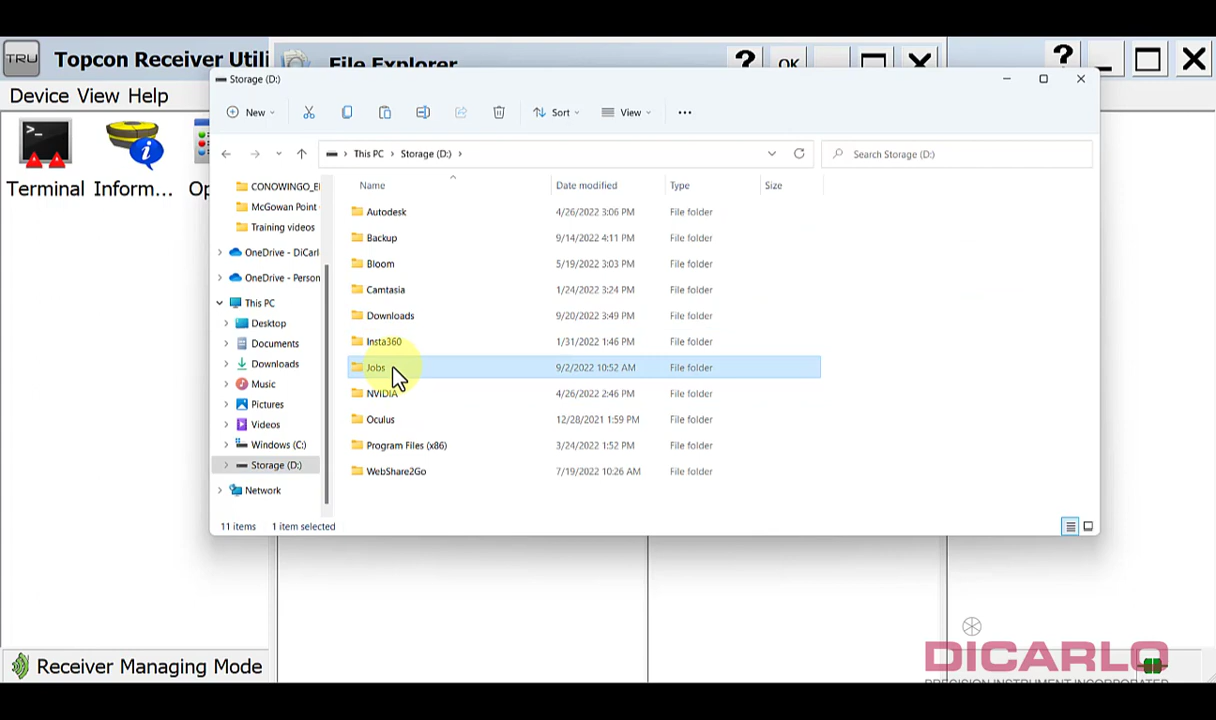 TRU Topcon Receiver Utili
File Explorer
? OK
?
Device View Help
Terminal Inform... Op
Storage (D:)
New
Sort
View
This PC > Storage (D:) >
Search Storage (D:)
Name Date modified Type Size
CONOWINGO_E
McGowan Point
Training videos
OneDrive - DiCarl
OneDrive - Person
This PC
Desktop
Documents
Downloads
Music
Pictures
Videos
Windows (C:)
Storage (D:)
Network
Autodesk 4/26/2022 3:06 PM File folder
Backup 9/14/2022 4:11 PM File folder
Bloom 5/19/2022 3:03 PM File folder
Camtasia 1/24/2022 3:24 PM File folder
Downloads 9/20/2022 3:49 PM File folder
Insta360 1/31/2022 1:46 PM File folder
Jobs 9/2/2022 10:52 AM File folder
NVIDIA 4/26/2022 2:46 PM File folder
Oculus 12/28/2021 1:59 PM File folder
Program Files (x86) 3/24/2022 1:52 PM File folder
WebShare2Go 7/19/2022 10:26 AM File folder
11 items 1 item selected
Receiver Managing Mode
DICARLO
PRECISION INSTRUMENT INCORPORATED